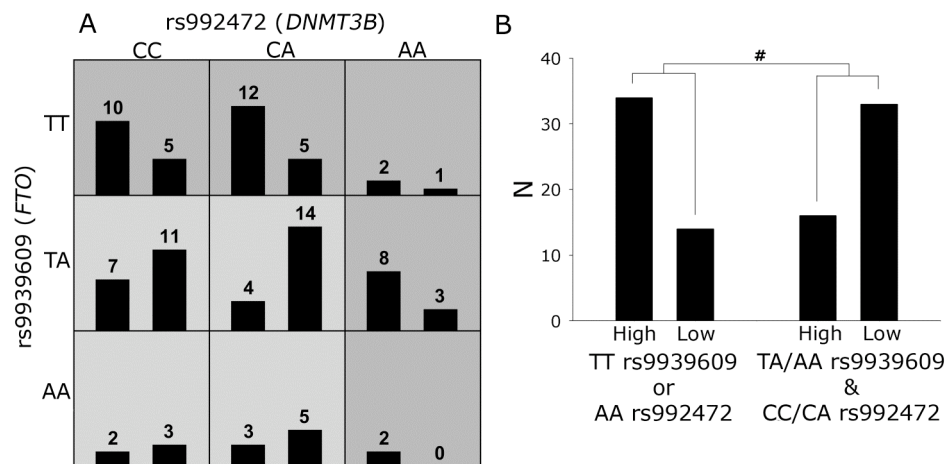 A
rs992472 (DNMT3B)
CC CA AA
rs9939609 (FTO)
TT
10 5 12 5 2 1
TA
7 11 4 14 8 3
AA
2 3 3 5 2 0
B
#
N
40
30
20
10
0
High Low High Low
TT rs9939609 TA/AA rs9939609
or &
AA rs992472 CC/CA rs992472